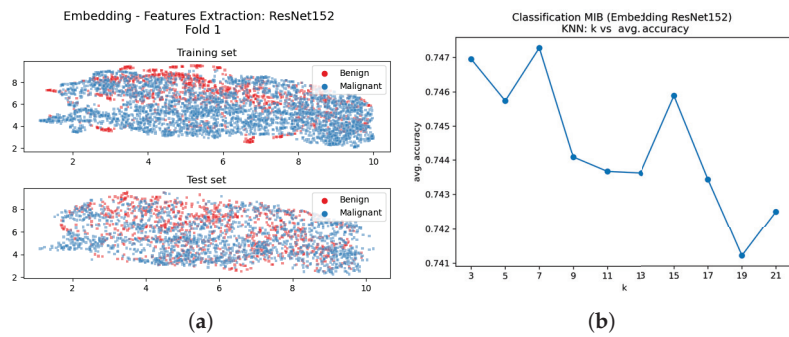 Embedding - Features Extraction: ResNet152
Fold 1
Training set
Benign
Malignant
8
6
4
2
2
4
6
8
10
Test set
Benign
Malignant
8
6
4
2
2
4
6
8
10
(a)
Classification MIB (Embedding ResNet152)
KNN: k vs avg.accuracy
avg. accuracy
0.747
0.746
0.745
0.744
0.743
0.742
0.741
3
5
7
9
11
13
15
17
19
21
k
(b)